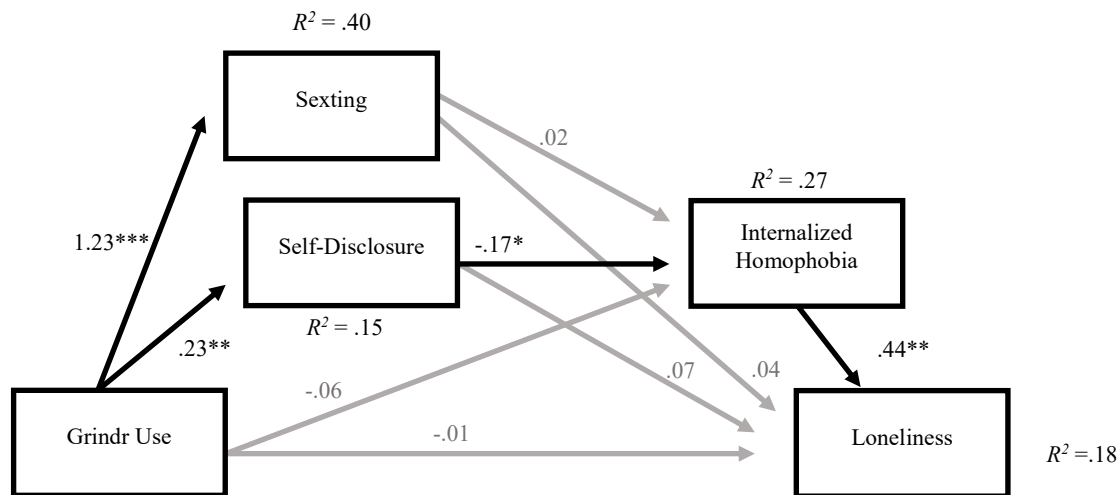 R² = .40
Sexting
.02
R² = .27
1.23***
Self-Disclosure
-.17*
Internalized
Homophobia
R² = .15
.23**
.44**
-.06
.07
.04
Grindr Use
-.01
Loneliness
R² =.18